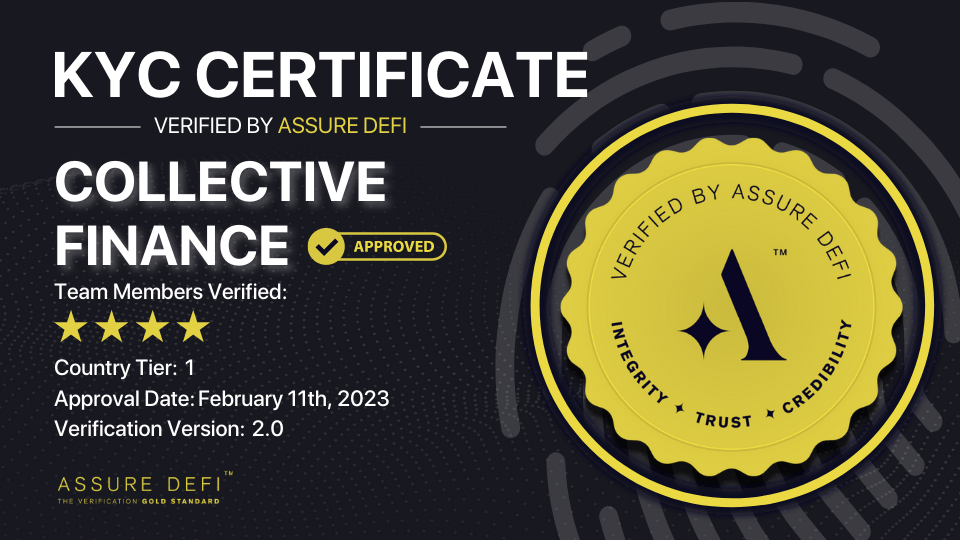 KYC CERTIFICATE
VERIFIED BY ASSURE DEFI
COLLECTIVE
FINANCE
APPROVED
Team Members Verified:
Country Tier: 1
Approval Date: February 11th, 2023
Verification Version: 2.0
ASSURE DEFI™
THE VERIFICATION GOLD STANDARD
VERIFIED BY ASSURE DEFI
™
INTEGRITY ✦ TRUST ✦ CREDIBILITY